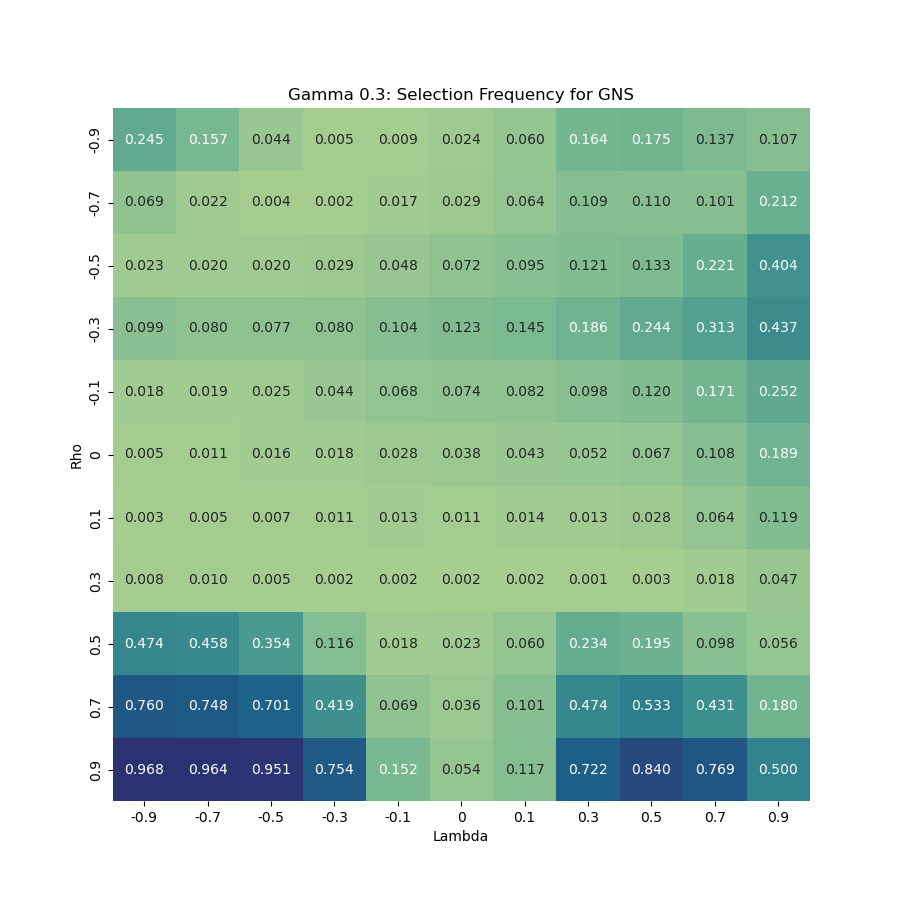 Gamma 0.3: Selection Frequency for GNS
-0.9 0.245 0.157 0.044 0.005 0.009 0.024 0.060 0.164 0.175 0.137 0.107
-0.7 0.069 0.022 0.004 0.002 0.017 0.029 0.064 0.109 0.110 0.101 0.212
-0.5 0.023 0.020 0.020 0.029 0.048 0.072 0.095 0.121 0.133 0.221 0.404
-0.3 0.099 0.080 0.077 0.080 0.104 0.123 0.145 0.186 0.244 0.313 0.437
-0.1 0.018 0.019 0.025 0.044 0.068 0.074 0.082 0.098 0.120 0.171 0.252
Rho
0 0.005 0.011 0.016 0.018 0.028 0.038 0.043 0.052 0.067 0.108 0.189
0.1 0.003 0.005 0.007 0.011 0.013 0.011 0.014 0.013 0.028 0.064 0.119
0.3 0.008 0.010 0.005 0.002 0.002 0.002 0.002 0.001 0.003 0.018 0.047
0.5 0.474 0.458 0.354 0.116 0.018 0.023 0.060 0.234 0.195 0.098 0.056
0.7 0.760 0.748 0.701 0.419 0.069 0.036 0.101 0.474 0.533 0.431 0.180
0.9 0.968 0.964 0.951 0.754 0.152 0.054 0.117 0.722 0.840 0.769 0.500
-0.9 -0.7 -0.5 -0.3 -0.1 0 0.1 0.3 0.5 0.7 0.9
Lambda